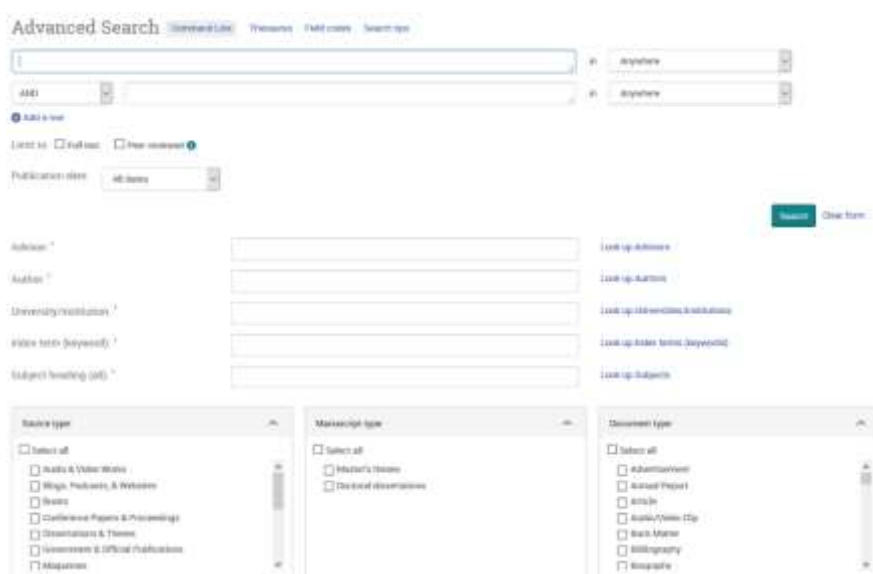 Advanced Search Command Line Thesaurus Field codes Search tips
in Anywhere
AND in Anywhere
Add a row
Limit to: Full text Peer reviewed
Publication date: All dates
Search Clear form
Advisor: Look up Advisors
Author: Look up Authors
University/institution: Look up Universities/institutions
Index term (keyword): Look up Index terms (keywords)
Subject heading (all): Look up Subjects
Source type Manuscript type Document type
Select all Select all Select all
Audio & Video Works Master's theses Advertisement
Blogs, Podcasts, & Websites Doctoral dissertations Annual Report
Books Article
Conference Papers & Proceedings Audio/Video Clip
Dissertations & Theses Back Matter
Government & Official Publications Bibliography
Magazines Biography